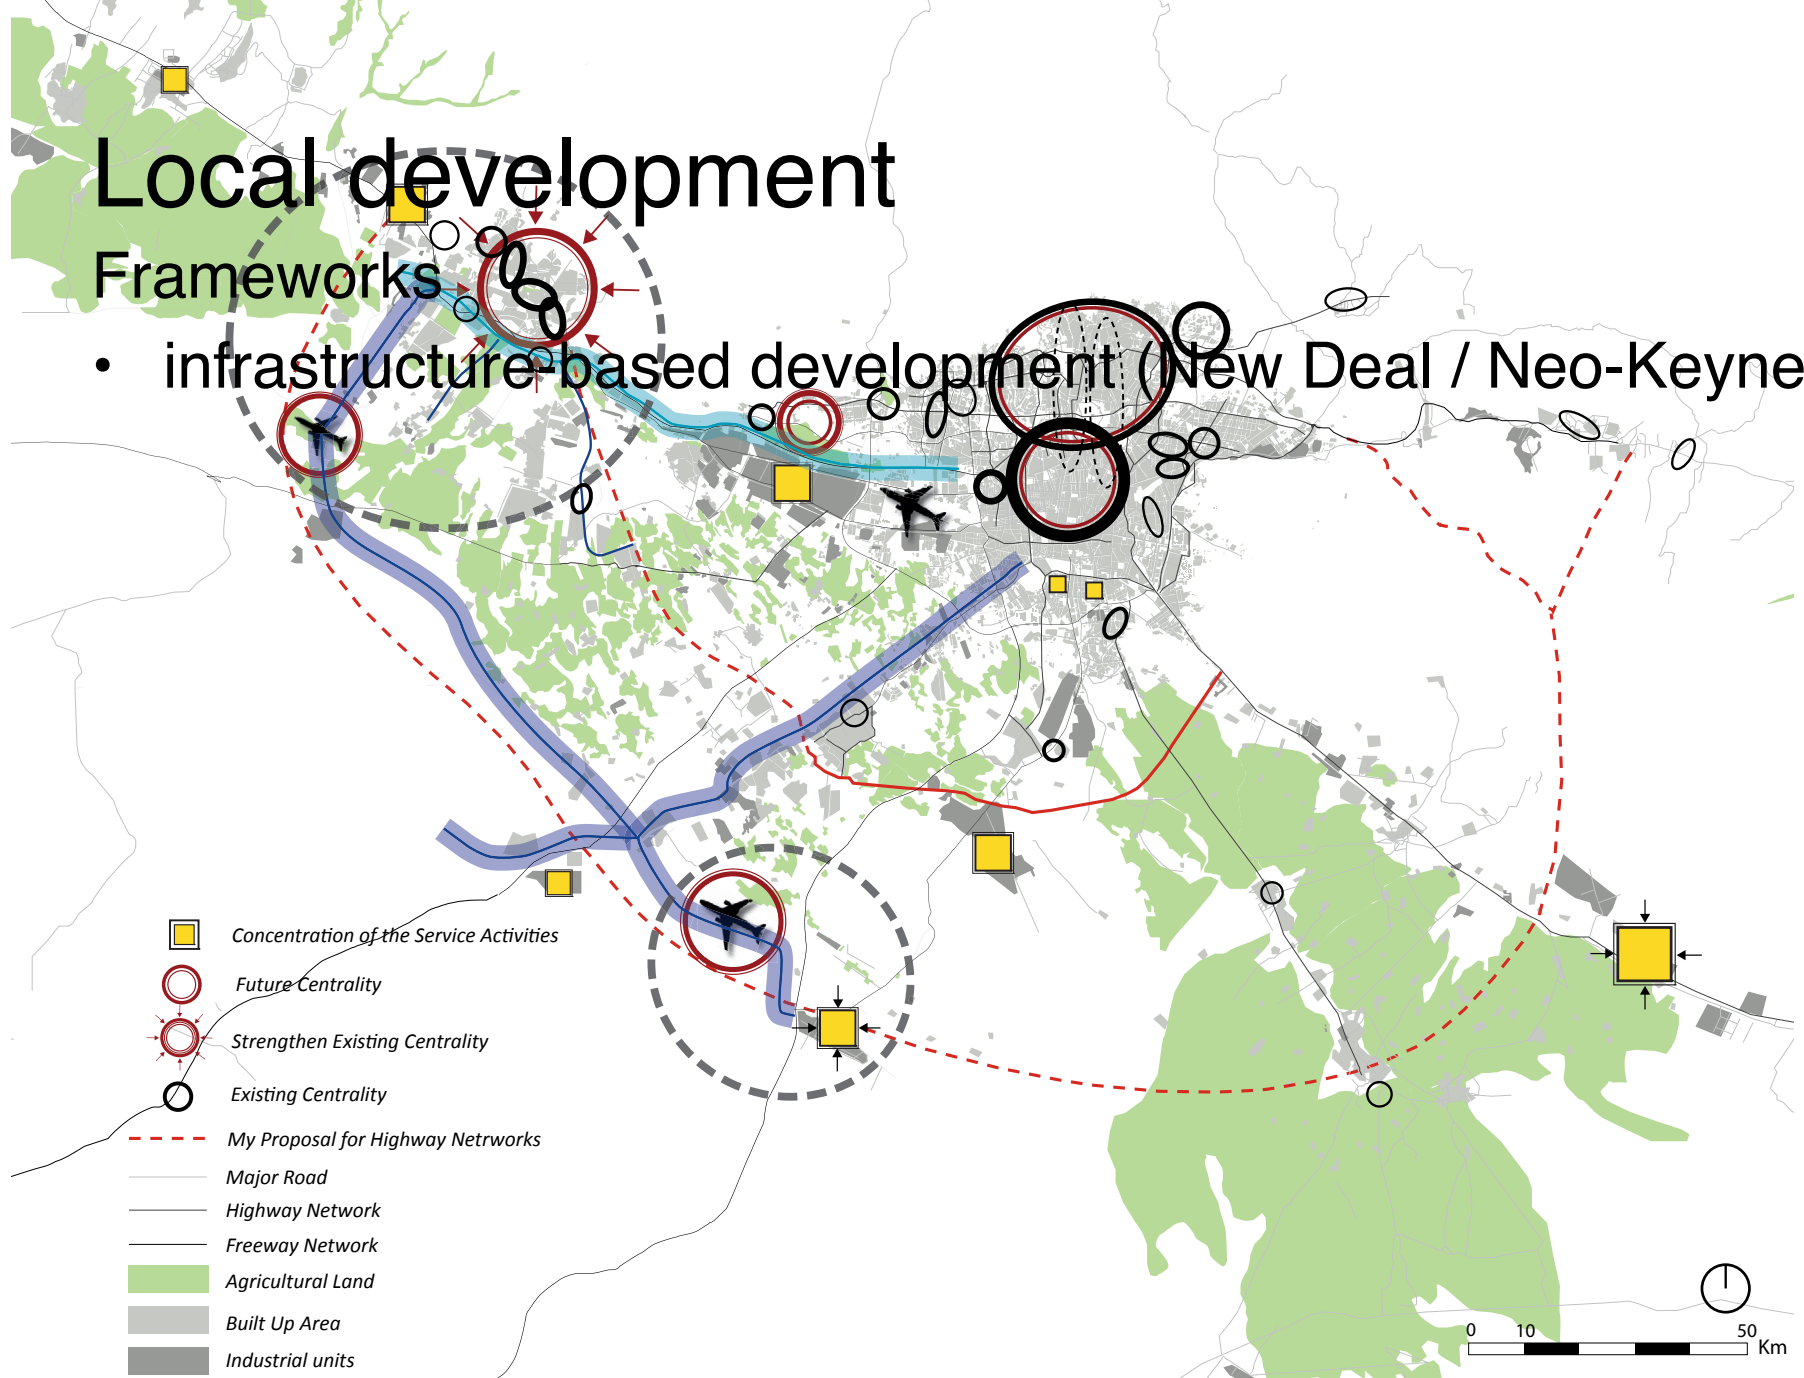 Local development
Frameworks
• infrastructure-based development (New Deal / Neo-Keyne
Concentration of the Service Activities
Future Centrality
Strengthen Existing Centrality
Existing Centrality
My Proposal for Highway Netrworks
Major Road
Highway Network
Freeway Network
Agricultural Land
Built Up Area
Industrial units
0 10 50 Km